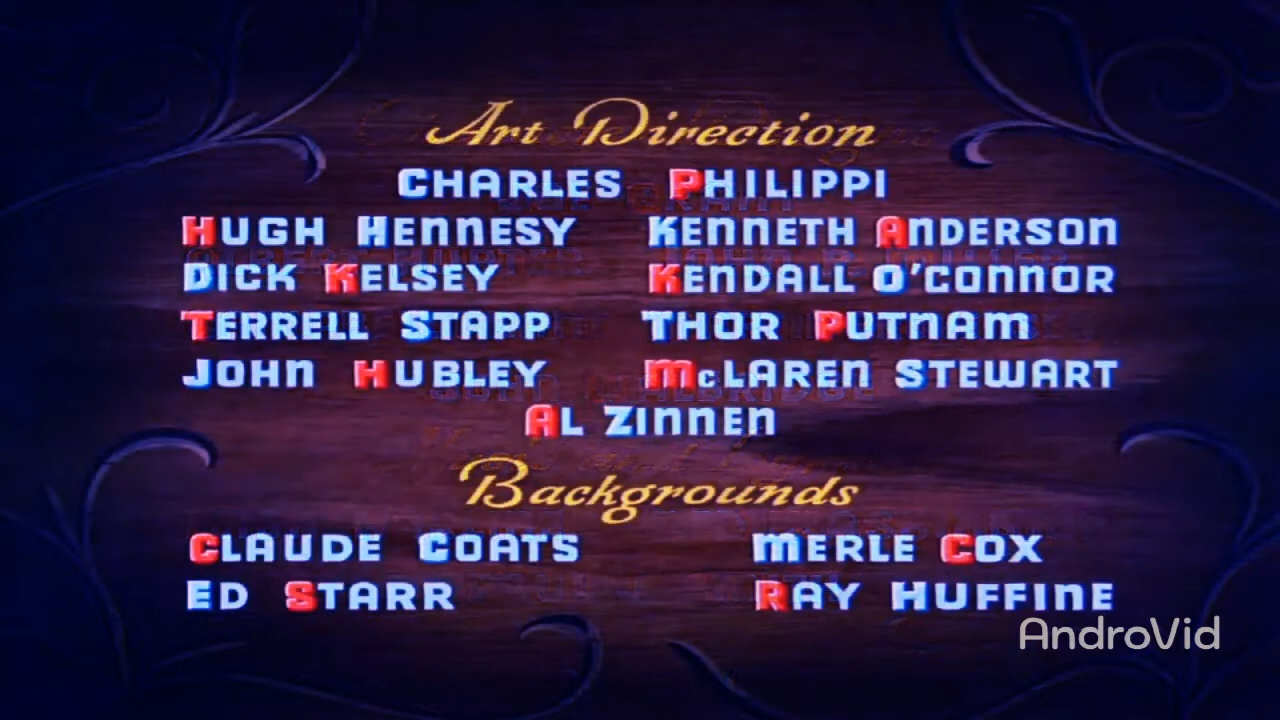 Art Direction
CHARLES PHILIPPI
HUGH HENNESY KENNETH ANDERSON
DICK KELSEY KENDALL O'CONNOR
TERRELL STAPP THOR PUTNAM
JOHN HUBLEY McLAREN STEWART
AL ZINNEN
Backgrounds
CLAUDE COATS MERLE COX
ED STARR RAY HUFFINE
AndroVid